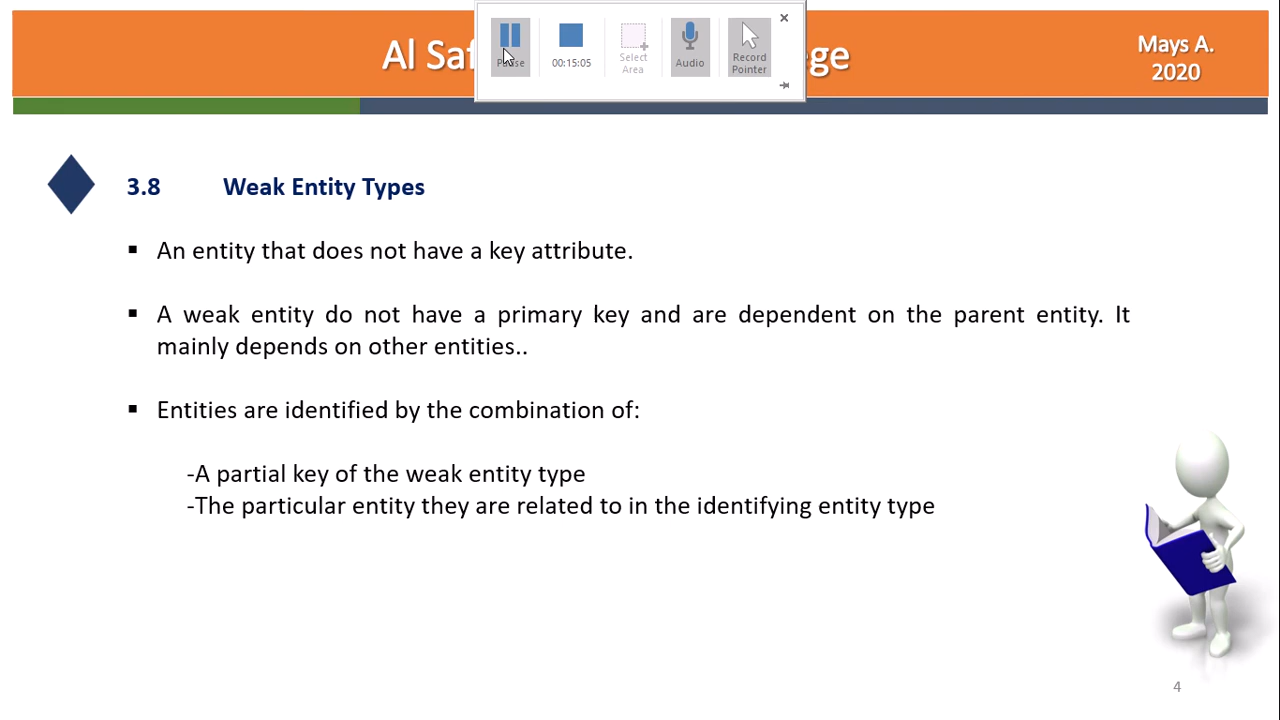 Al
Mays A.
2020
Pause
00:15:05
Select
Area
Audio
Record
Pointer
3.8 Weak Entity Types
▪ An entity that does not have a key attribute.
▪ A weak entity do not have a primary key and are dependent on the parent entity. It
mainly depends on other entities..
▪ Entities are identified by the combination of:
-A partial key of the weak entity type
-The particular entity they are related to in the identifying entity type
4